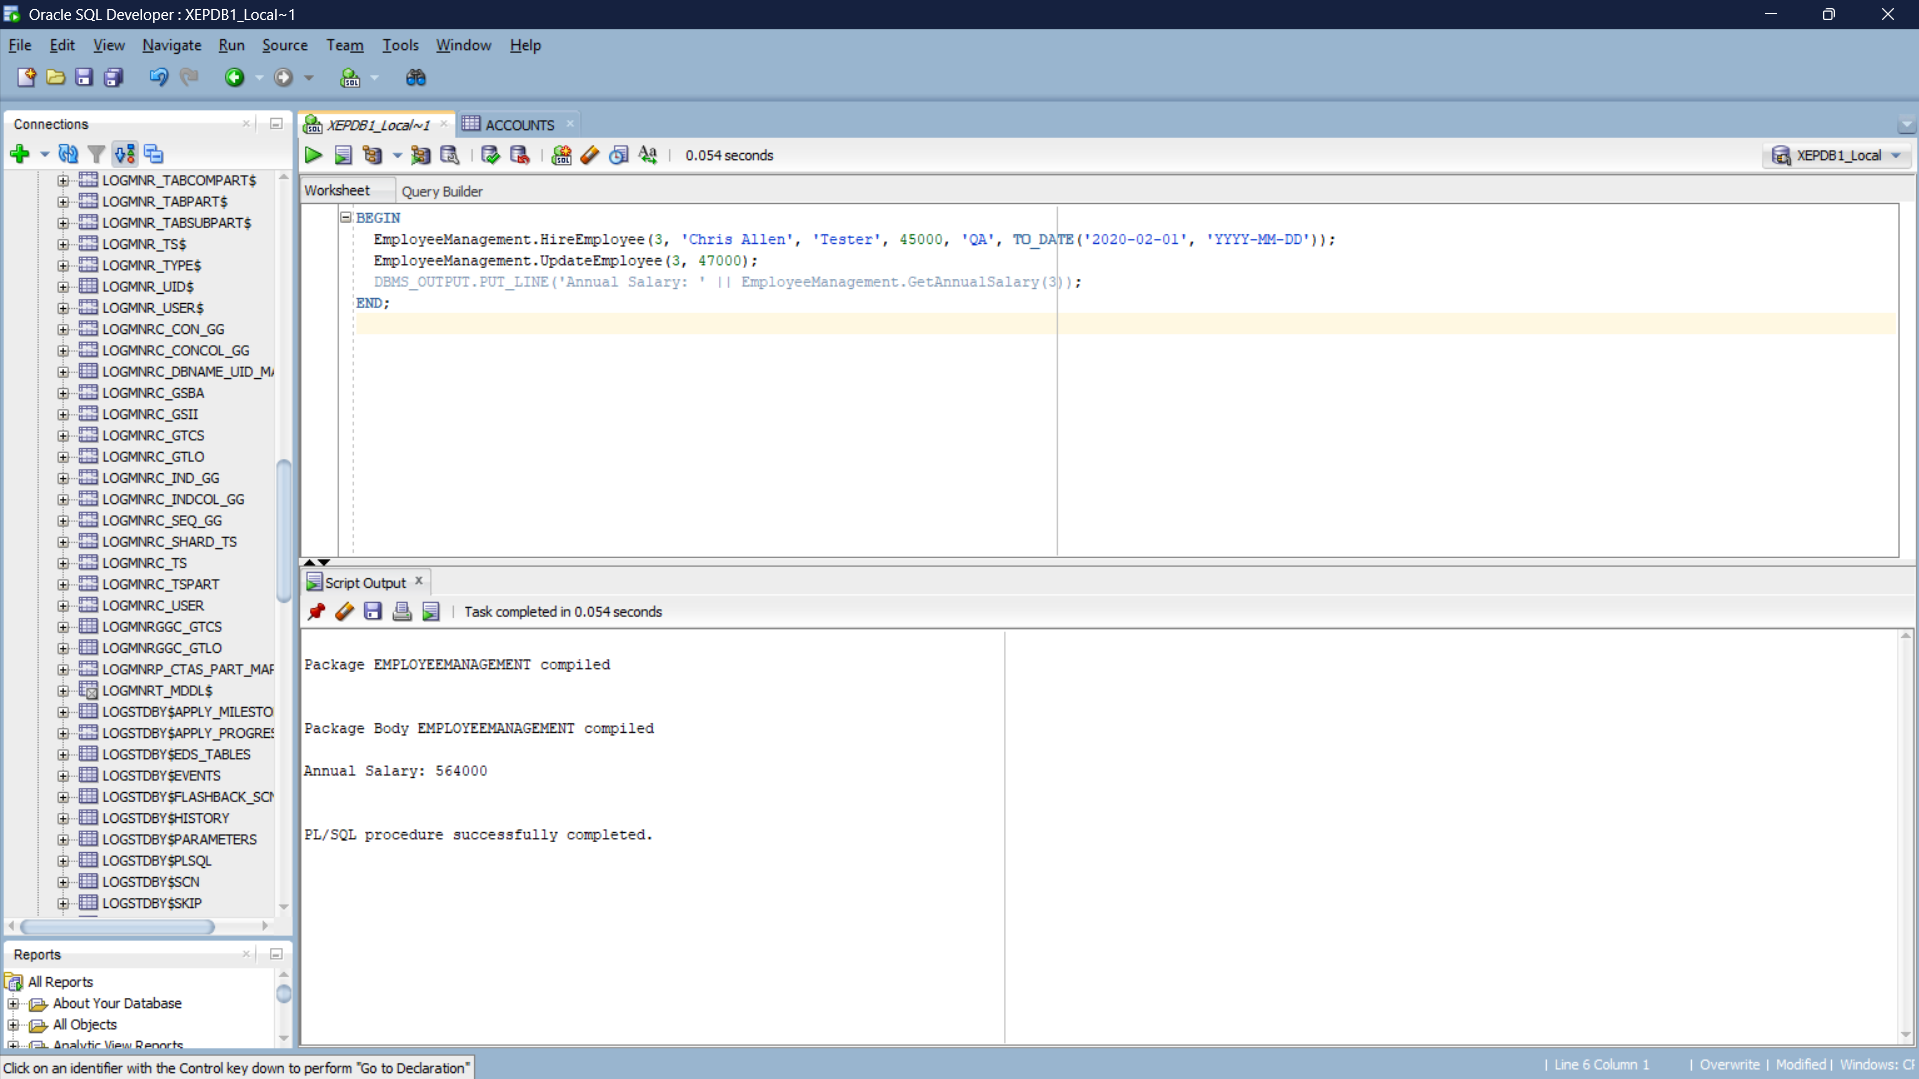 Oracle SQL Developer : XEPDB1_Local~1
File Edit View Navigate Run Source Team Tools Window Help
Connections
LOGMNR_TABCOMPART$
LOGMNR_TABPART$
LOGMNR_TABSUBPART$
LOGMNR_TS$
LOGMNR_TYPE$
LOGMNR_UID$
LOGMNR_USER$
LOGMNRC_CON_GG
LOGMNRC_CONCOL_GG
LOGMNRC_DBNAME_UID_MA
LOGMNRC_GSBA
LOGMNRC_GSII
LOGMNRC_GTCS
LOGMNRC_GTLO
LOGMNRC_IND_GG
LOGMNRC_INDCOL_GG
LOGMNRC_SEQ_GG
LOGMNRC_SHARD_TS
LOGMNRC_TS
LOGMNRC_TSPART
LOGMNRC_USER
LOGMNRGGC_GTCS
LOGMNRGGC_GTLO
LOGMNRP_CTAS_PART_MAP
LOGMNRT_MDDL$
LOGSTDBY$APPLY_MILESTO
LOGSTDBY$APPLY_PROGRES
LOGSTDBY$EDS_TABLES
LOGSTDBY$EVENTS
LOGSTDBY$FLASHBACK_SCN
LOGSTDBY$HISTORY
LOGSTDBY$PARAMETERS
LOGSTDBY$PLSQL
LOGSTDBY$SCN
LOGSTDBY$SKIP
Reports
All Reports
About Your Database
All Objects
Analytic View Reports
XEPDB1_Local~1 ACCOUNTS
0.054 seconds
XEPDB1_Local
Worksheet Query Builder
BEGIN
EmployeeManagement.HireEmployee(3, 'Chris Allen', 'Tester', 45000, 'QA', TO_DATE('2020-02-01', 'YYYY-MM-DD'));
EmployeeManagement.UpdateEmployee(3, 47000);
DBMS_OUTPUT.PUT_LINE('Annual Salary: ' || EmployeeManagement.GetAnnualSalary(3));
END;
Script Output
Task completed in 0.054 seconds
Package EMPLOYEEMANAGEMENT compiled
Package Body EMPLOYEEMANAGEMENT compiled
Annual Salary: 564000
PL/SQL procedure successfully completed.
Click on an identifier with the Control key down to perform "Go to Declaration"
| Line 6 Column 1 | Overwrite | Modified | Windows: CR